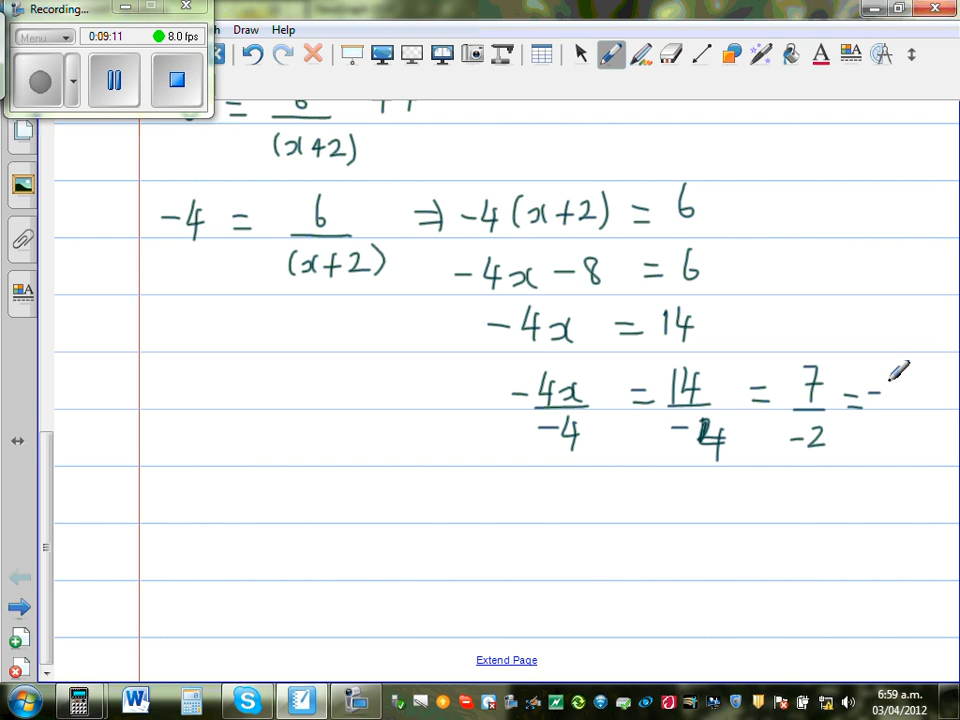 Recording...
Menu 0:09:11 8.0 fps
Draw Help
=
(x+2)
-4 = 6/(x+2) ⇒ -4(x+2) = 6
-4x - 8 = 6
-4x = 14
-4x/-4 = 14/-4 = 7/-2 = -
Extend Page
6:59 a.m.
03/04/2012